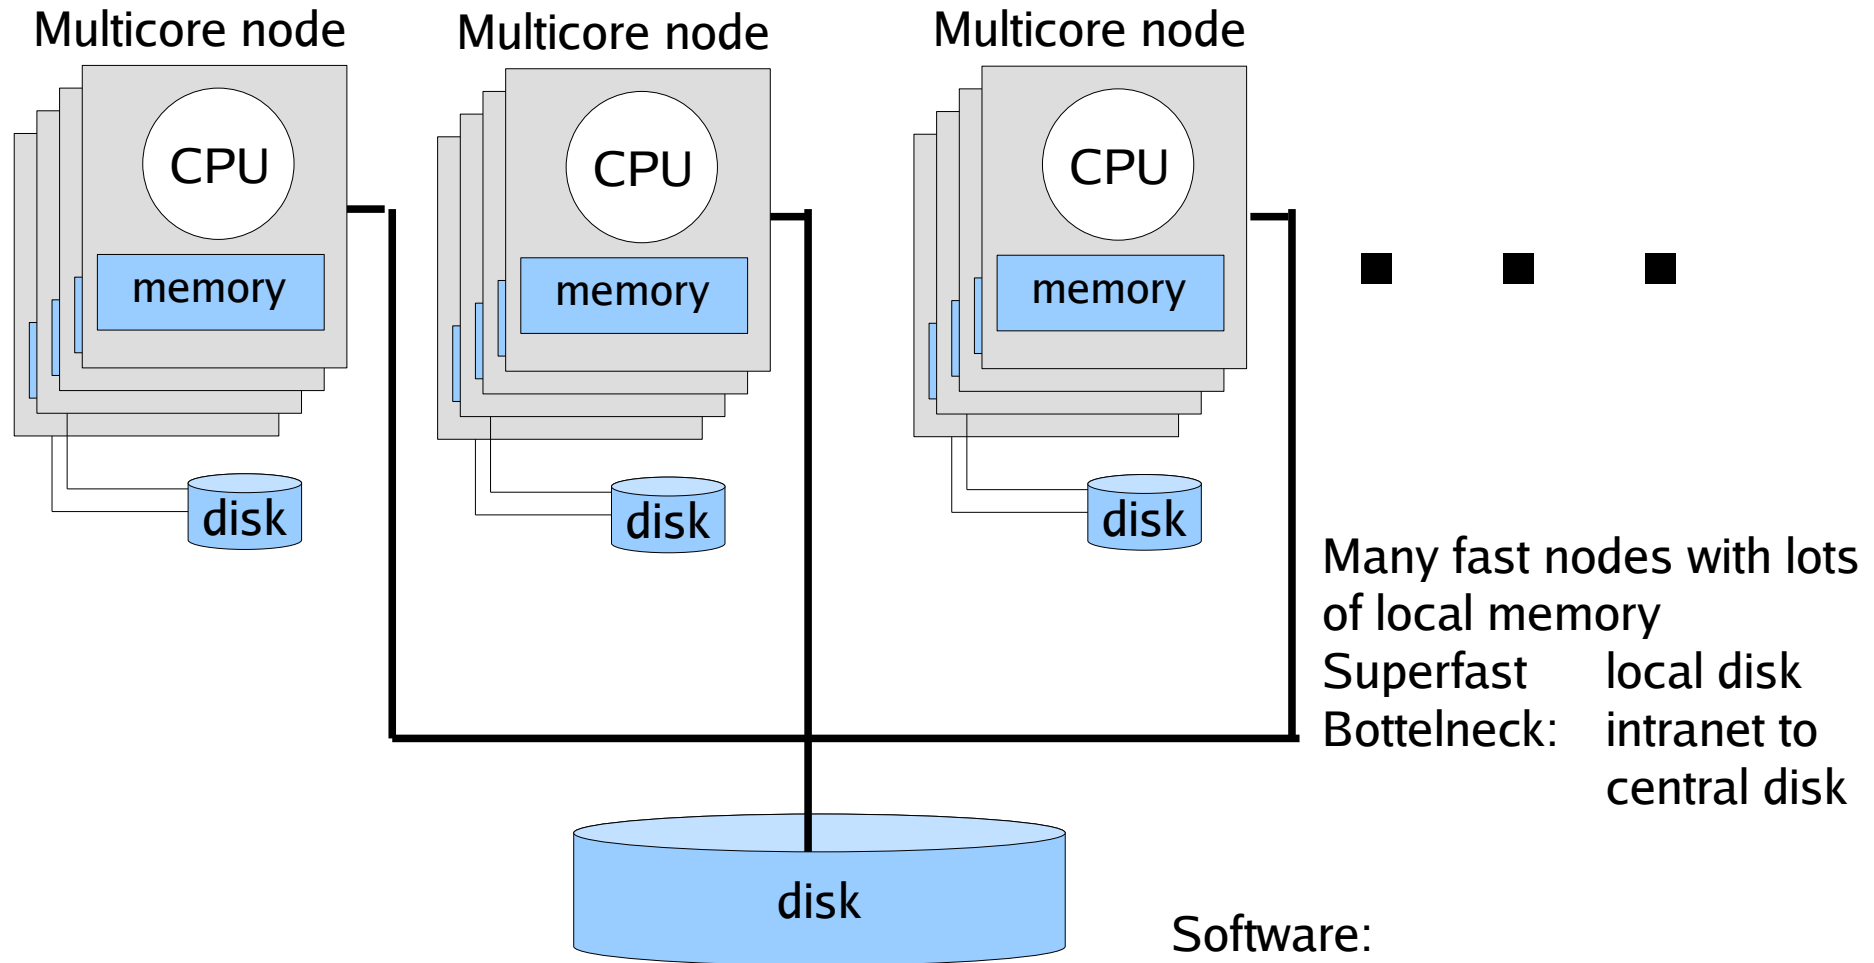 Multicore node
Multicore node
Multicore node
CPU
CPU
CPU
memory
memory
memory
disk
disk
disk
Many fast nodes with lots
of local memory
Superfast local disk
Bottelneck: intranet to
central disk
disk
Software: